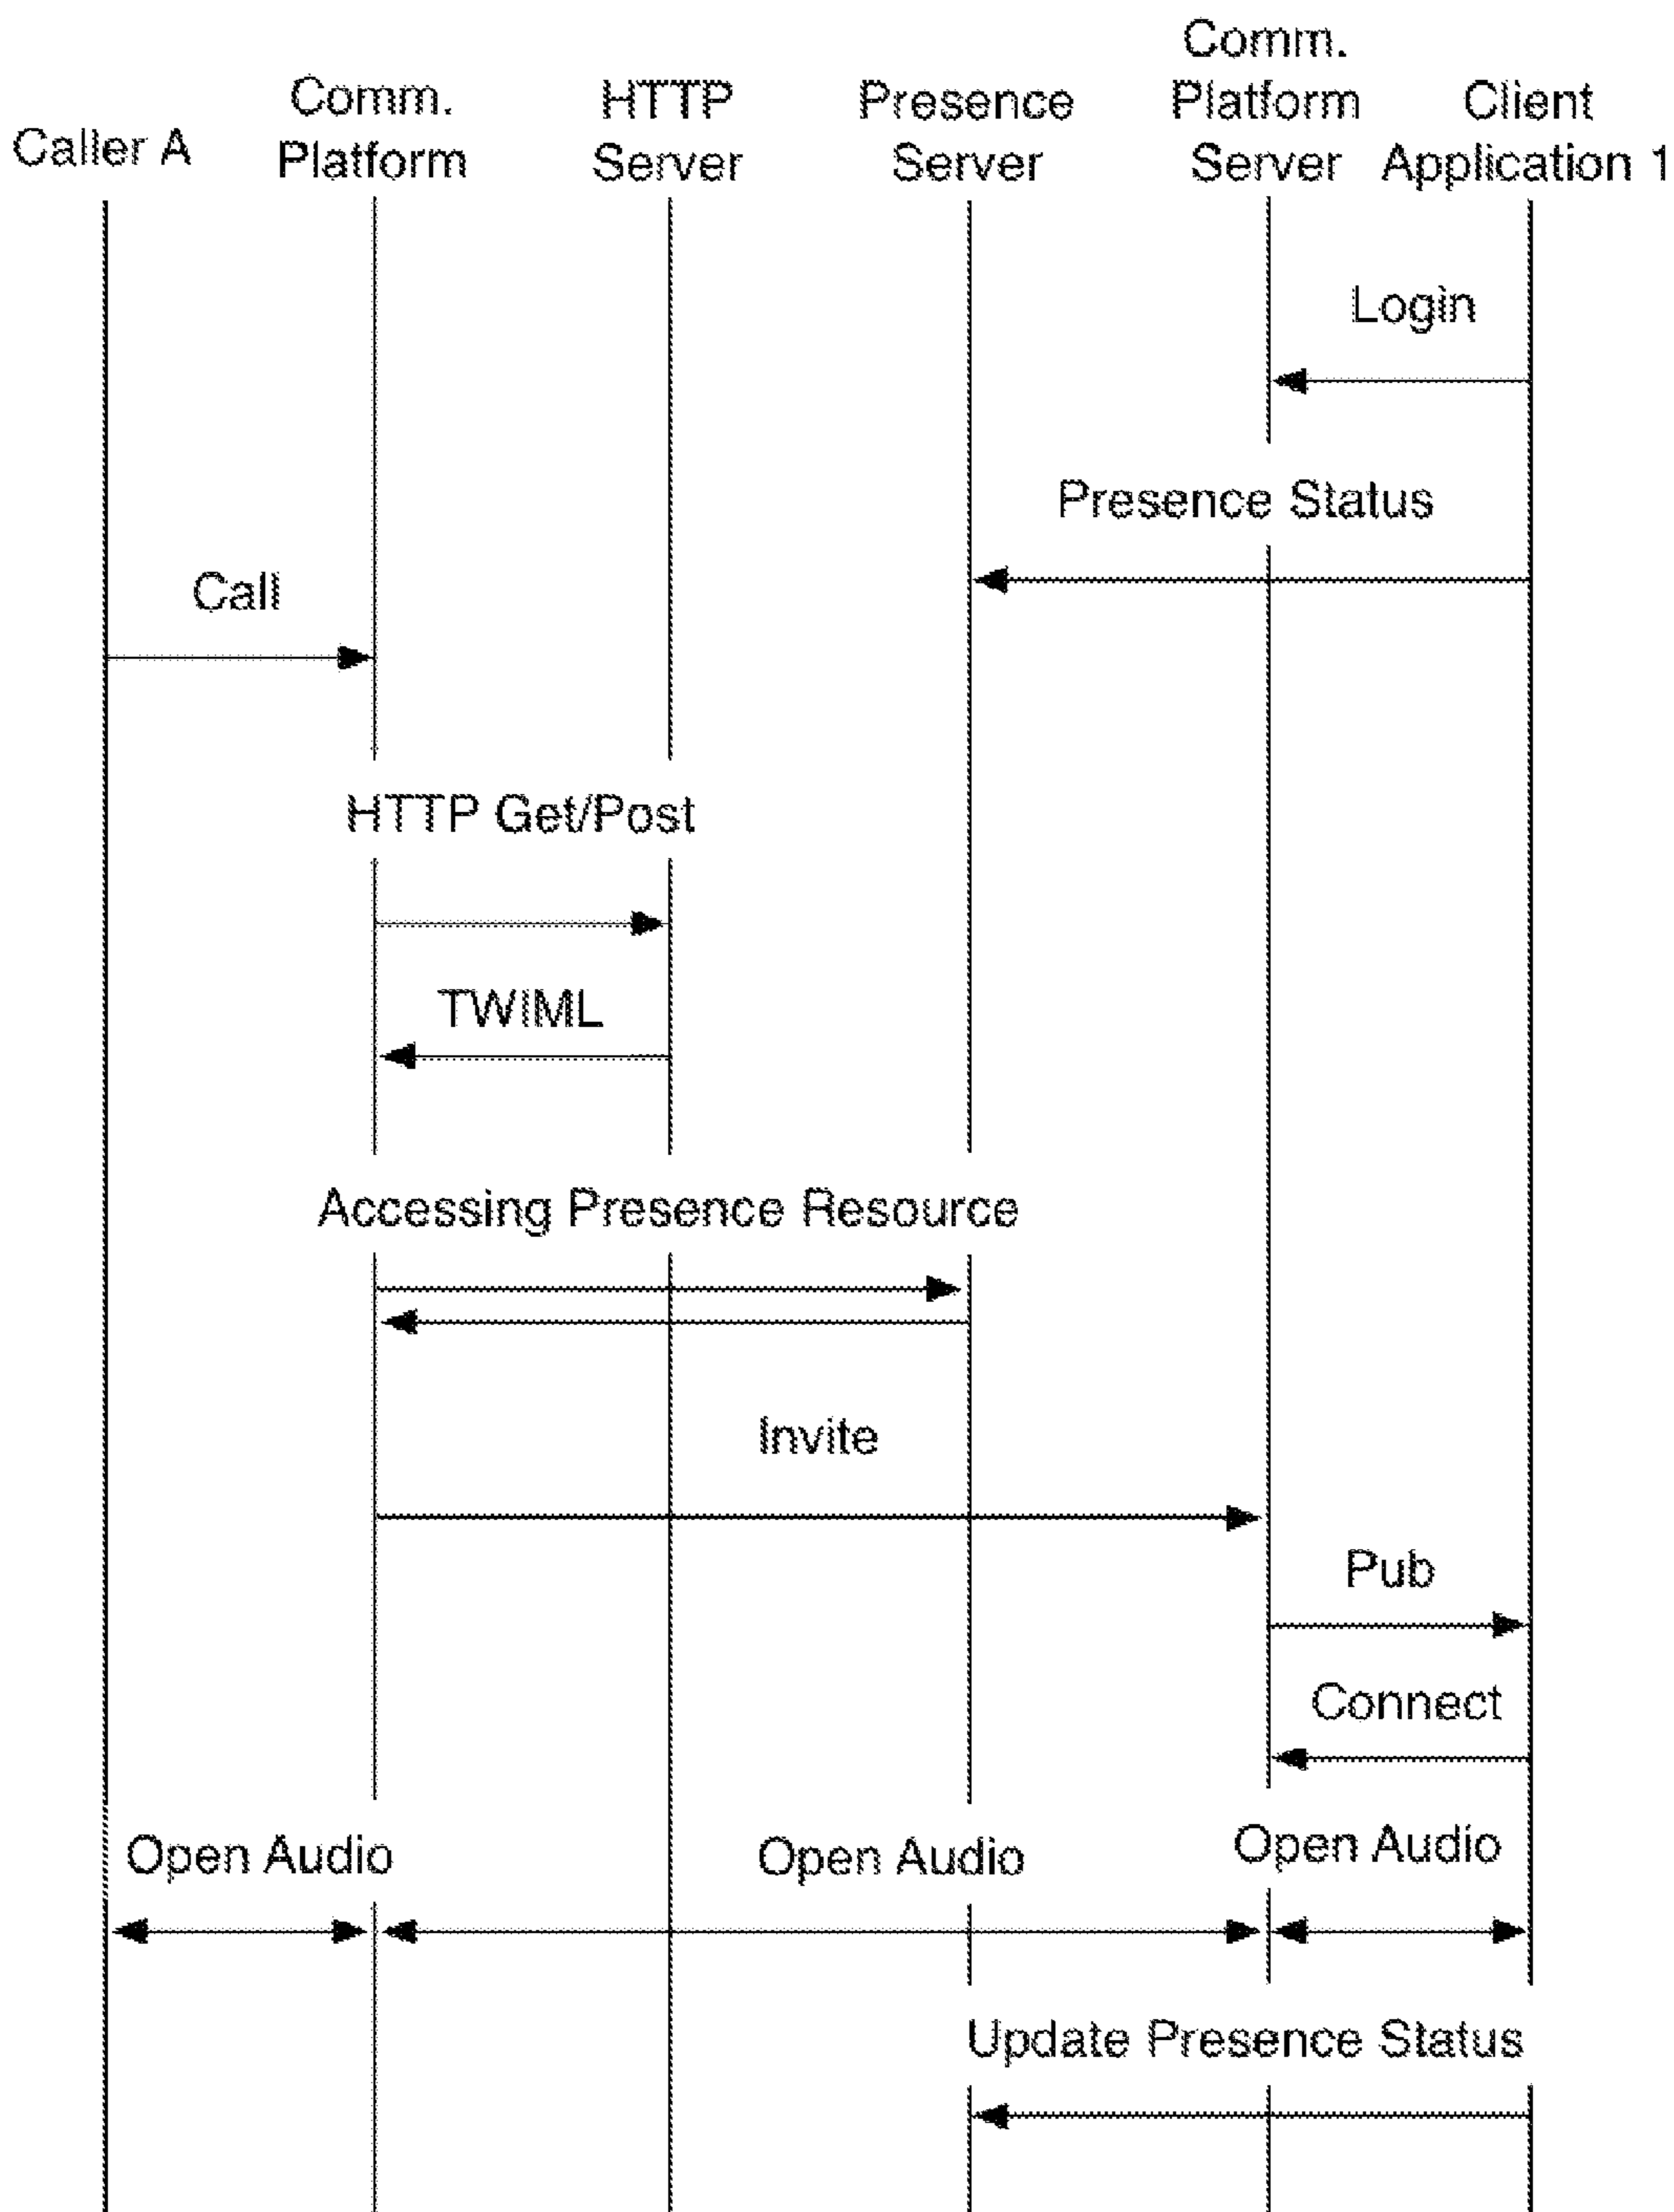 Caller A
Comm.
Platform
HTTP
Server
Presence
Server
Comm.
Platform
Server
Client
Application 1
Login
Presence Status
Call
HTTP Get/Post
TWIML
Accessing Presence Resource
Invite
Pub
Connect
Open Audio
Open Audio
Open Audio
Update Presence Status